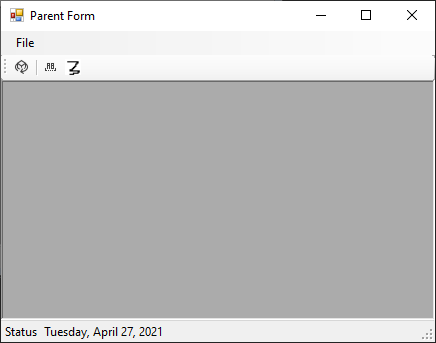 Parent Form
File
Status Tuesday, April 27, 2021